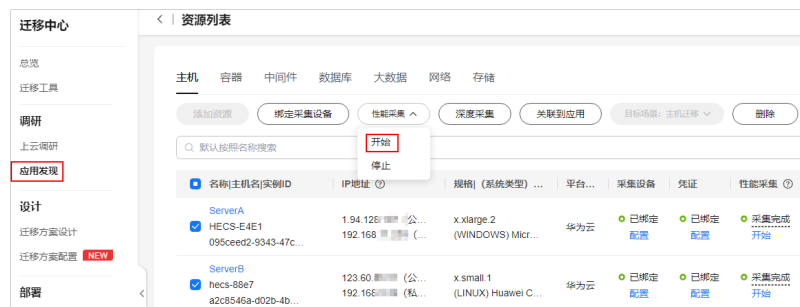 迁移中心
总览
迁移工具
调研
上云调研
应用发现
设计
迁移方案设计
迁移方案配置 NEW
部署
资源列表
主机 容器 中间件 数据库 大数据 网络 存储
添加资源 绑定采集设备 性能采集 深度采集 关联到应用 目标场景：主机迁移 删除
开始
停止
默认按照名称搜索
名称|主机名|实例ID IP地址 规格|（系统类型）... 平台... 采集设备 凭证 性能采集
ServerA
HECS-E4E1 1.94.128 (公... x.xlarge.2 华为云 已绑定 已绑定 采集完成
095ceed2-9343-47c... 192.168 (... (WINDOWS) Micr... 配置 配置 开始
ServerB
hecs-88e7 123.60. (公... x.small.1 华为云 已绑定 已绑定 采集完成
a2c8546a-d02b-4b... 192.168 (私... (LINUX) Huawei C... 配置 配置 开始